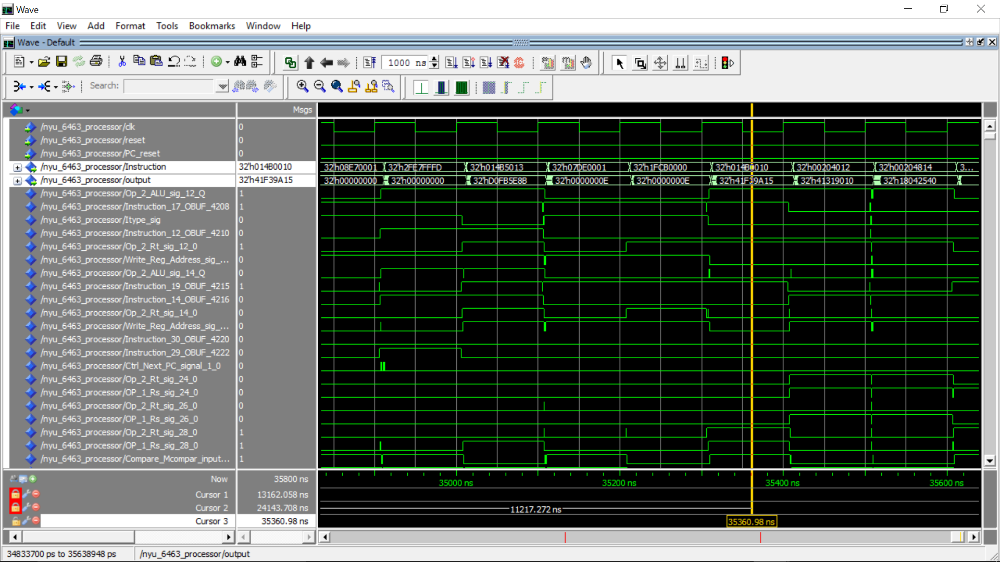 Wave
File Edit View Add Format Tools Bookmarks Window Help
Wave - Default
1000 ns
Search:
Msgs
/nyu_6463_processor/clk 0
/nyu_6463_processor/reset 0
/nyu_6463_processor/PC_reset 0
/nyu_6463_processor/Instruction 32'h014B0010 32'h08E70001 32'h2FE7FFFD 32'h014B5013 32'h07DE0001 32'h1FCB0000 32'h014B0010 32'h00204012 32'h00204814 3...
/nyu_6463_processor/output 32'h41F39A15 32'h00000000 32'h00000000 32'hD0FB5E8B 32'h0000000E 32'h0000000E 32'h41F39A15 32'h41319010 32'h18042540
/nyu_6463_processor/Op_2_ALU_sig_12_Q 1
/nyu_6463_processor/Instruction_17_OBUF_4208 1
/nyu_6463_processor/Itype_sig 0
/nyu_6463_processor/Instruction_12_OBUF_4210 0
/nyu_6463_processor/Op_2_Rt_sig_12_0 1
/nyu_6463_processor/Write_Reg_Address_sig_... 0
/nyu_6463_processor/Op_2_ALU_sig_14_Q 0
/nyu_6463_processor/Instruction_19_OBUF_4215 1
/nyu_6463_processor/Instruction_14_OBUF_4216 0
/nyu_6463_processor/Op_2_Rt_sig_14_0 0
/nyu_6463_processor/Write_Reg_Address_sig_... 0
/nyu_6463_processor/Instruction_30_OBUF_4220 0
/nyu_6463_processor/Instruction_29_OBUF_4222 0
/nyu_6463_processor/Ctrl_Next_PC_signal_1_0 0
/nyu_6463_processor/Op_2_Rt_sig_24_0 0
/nyu_6463_processor/OP_1_Rs_sig_24_0 0
/nyu_6463_processor/Op_2_Rt_sig_26_0 0
/nyu_6463_processor/OP_1_Rs_sig_26_0 0
/nyu_6463_processor/Op_2_Rt_sig_28_0 1
/nyu_6463_processor/OP_1_Rs_sig_28_0 1
/nyu_6463_processor/Compare_Mcompar_input... 1
Now 35800 ns 35000 ns 35200 ns 35400 ns 35600 ns
Cursor 1 13162.058 ns
Cursor 2 24143.708 ns 11217.272 ns
Cursor 3 35360.98 ns 35360.98 ns
34833700 ps to 35638948 ps /nyu_6463_processor/output